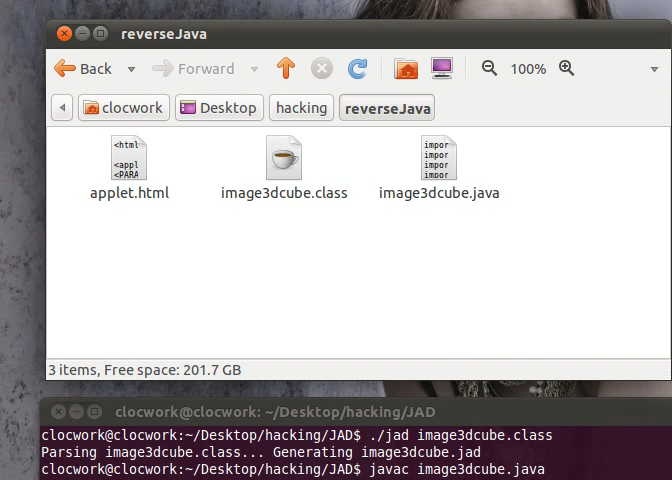 reverseJava
Back Forward 100%
clocwork Desktop hacking reverseJava
<html
<appl
<PARA
impor
impor
impor
impor
applet.html image3dcube.class image3dcube.java
3 items, Free space: 201.7 GB
clocwork@clocwork: ~/Desktop/hacking/JAD
clocwork@clocwork:~/Desktop/hacking/JAD$ ./jad image3dcube.class
Parsing image3dcube.class... Generating image3dcube.jad
clocwork@clocwork:~/Desktop/hacking/JAD$ javac image3dcube.java